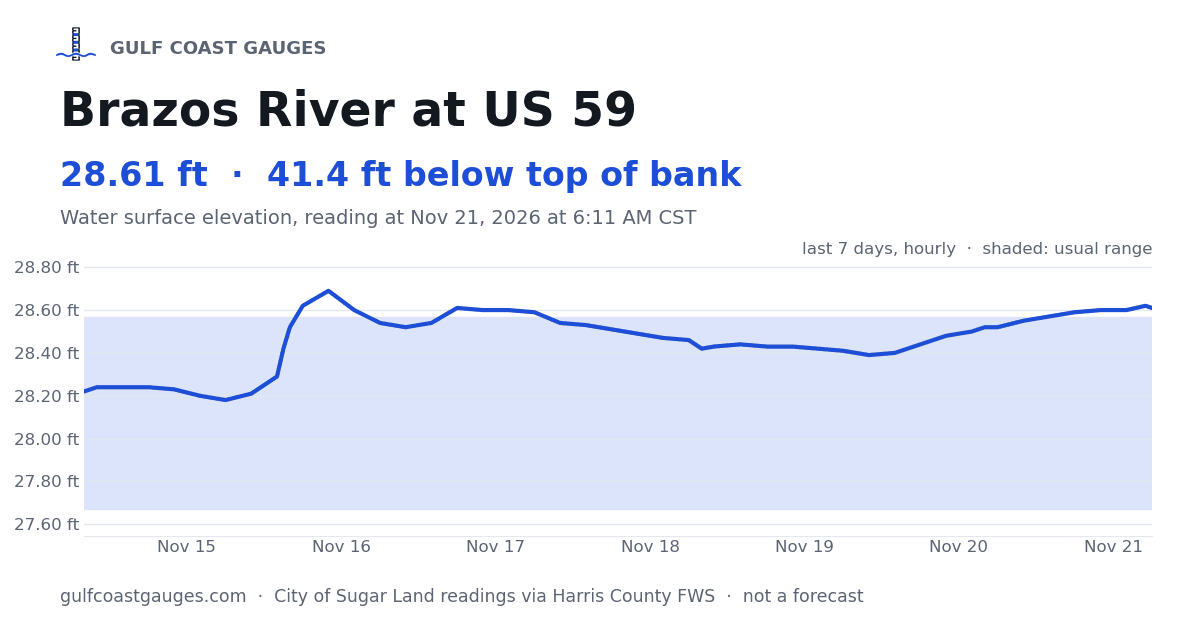 GULF COAST GAUGES
Brazos River at US 59
28.61 ft · 41.4 ft below top of bank
Water surface elevation, reading at Nov 21, 2026 at 6:11 AM CST
last 7 days, hourly · shaded: usual range
28.80 ft
28.60 ft
28.40 ft
28.20 ft
28.00 ft
27.80 ft
27.60 ft
Nov 15 Nov 16 Nov 17 Nov 18 Nov 19 Nov 20 Nov 21
gulfcoastgauges.com · City of Sugar Land readings via Harris County FWS · not a forecast